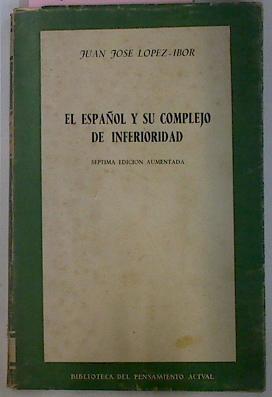 JUAN JOSE LOPEZ-IBOR
EL ESPAÑOL Y SU COMPLEJO
DE INFERIORIDAD
SEPTIMA EDICION AUMENTADA
BIBLIOTECA DEL PENSAMIENTO ACTVAL